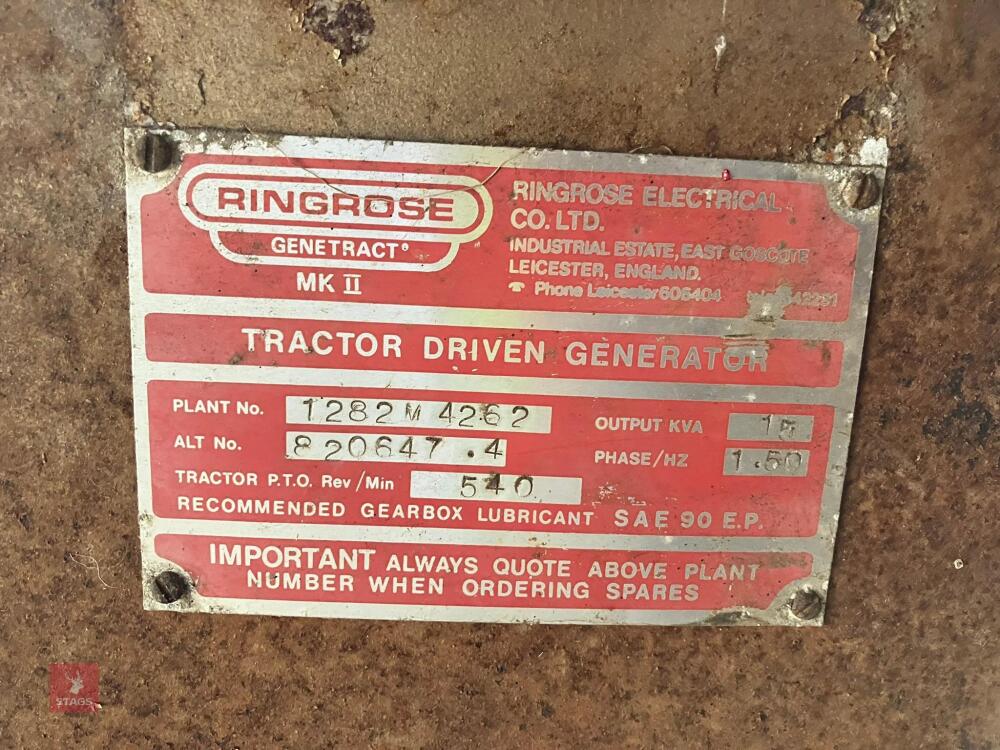 RINGROSE
GENETRACT®
MK II
RINGROSE ELECTRICAL
CO. LTD.
INDUSTRIAL ESTATE, EAST GOSCOTE
LEICESTER, ENGLAND.
☎ Phone Leicester 605404
TRACTOR DRIVEN GENERATOR
PLANT No. 1282M 4262
ALT No. 820647.4
TRACTOR P.T.O. Rev/Min 540
OUTPUT KVA 15
PHASE/HZ 1.50
RECOMMENDED GEARBOX LUBRICANT SAE 90 E.P.
IMPORTANT ALWAYS QUOTE ABOVE PLANT
NUMBER WHEN ORDERING SPARES
STAGS